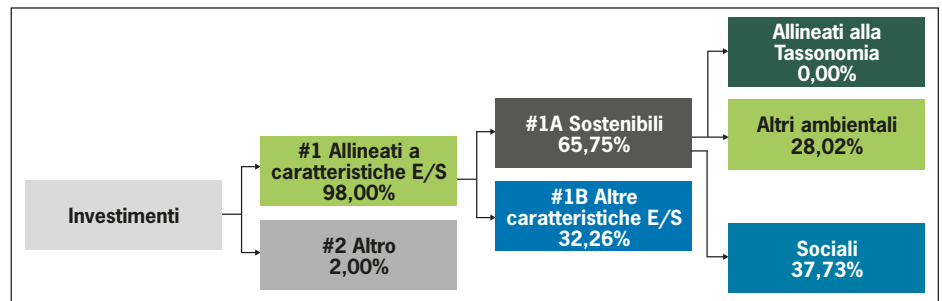 Investimenti
#1 Allineati a
caratteristiche E/S
98,00%
#2 Altro
2,00%
#1A Sostenibili
65,75%
#1B Altre
caratteristiche E/S
32,26%
Allineati alla
Tassonomia
0,00%
Altri ambientali
28,02%
Sociali
37,73%